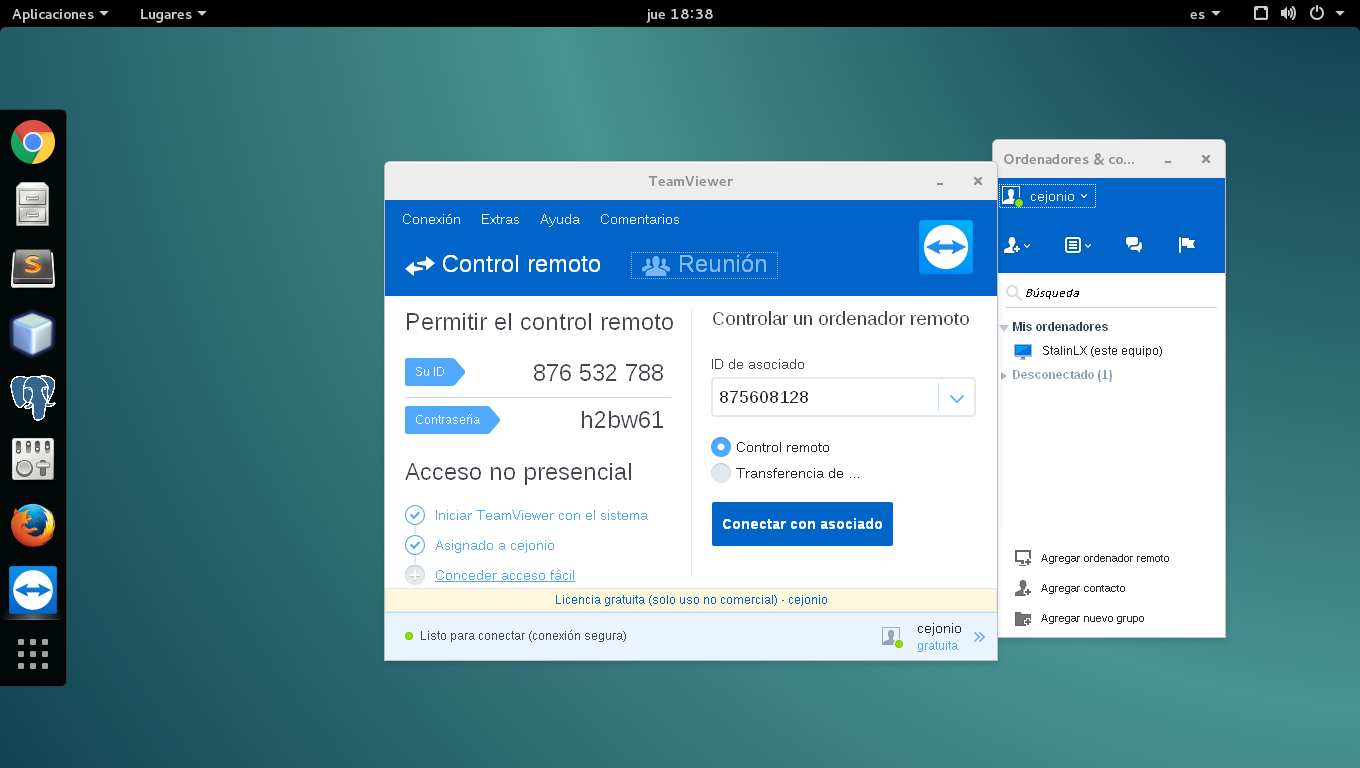 Aplicaciones
Lugares
jue 18:38
es
TeamViewer
Conexión
Extras
Ayuda
Comentarios
Control remoto
Reunión
Permitir el control remoto
Su ID
876 532 788
Contraseña
h2bw61
Acceso no presencial
Iniciar TeamViewer con el sistema
Asignado a cejonio
Conceder acceso fácil
Controlar un ordenador remoto
ID de asociado
875608128
Control remoto
Transferencia de ...
Conectar con asociado
Licencia gratuita (solo uso no comercial) - cejonio
Listo para conectar (conexión segura)
cejonio
gratuita
Ordenadores & co...
cejonio
Búsqueda
Mis ordenadores
StalinLX (este equipo)
Desconectado (1)
Agregar ordenador remoto
Agregar contacto
Agregar nuevo grupo